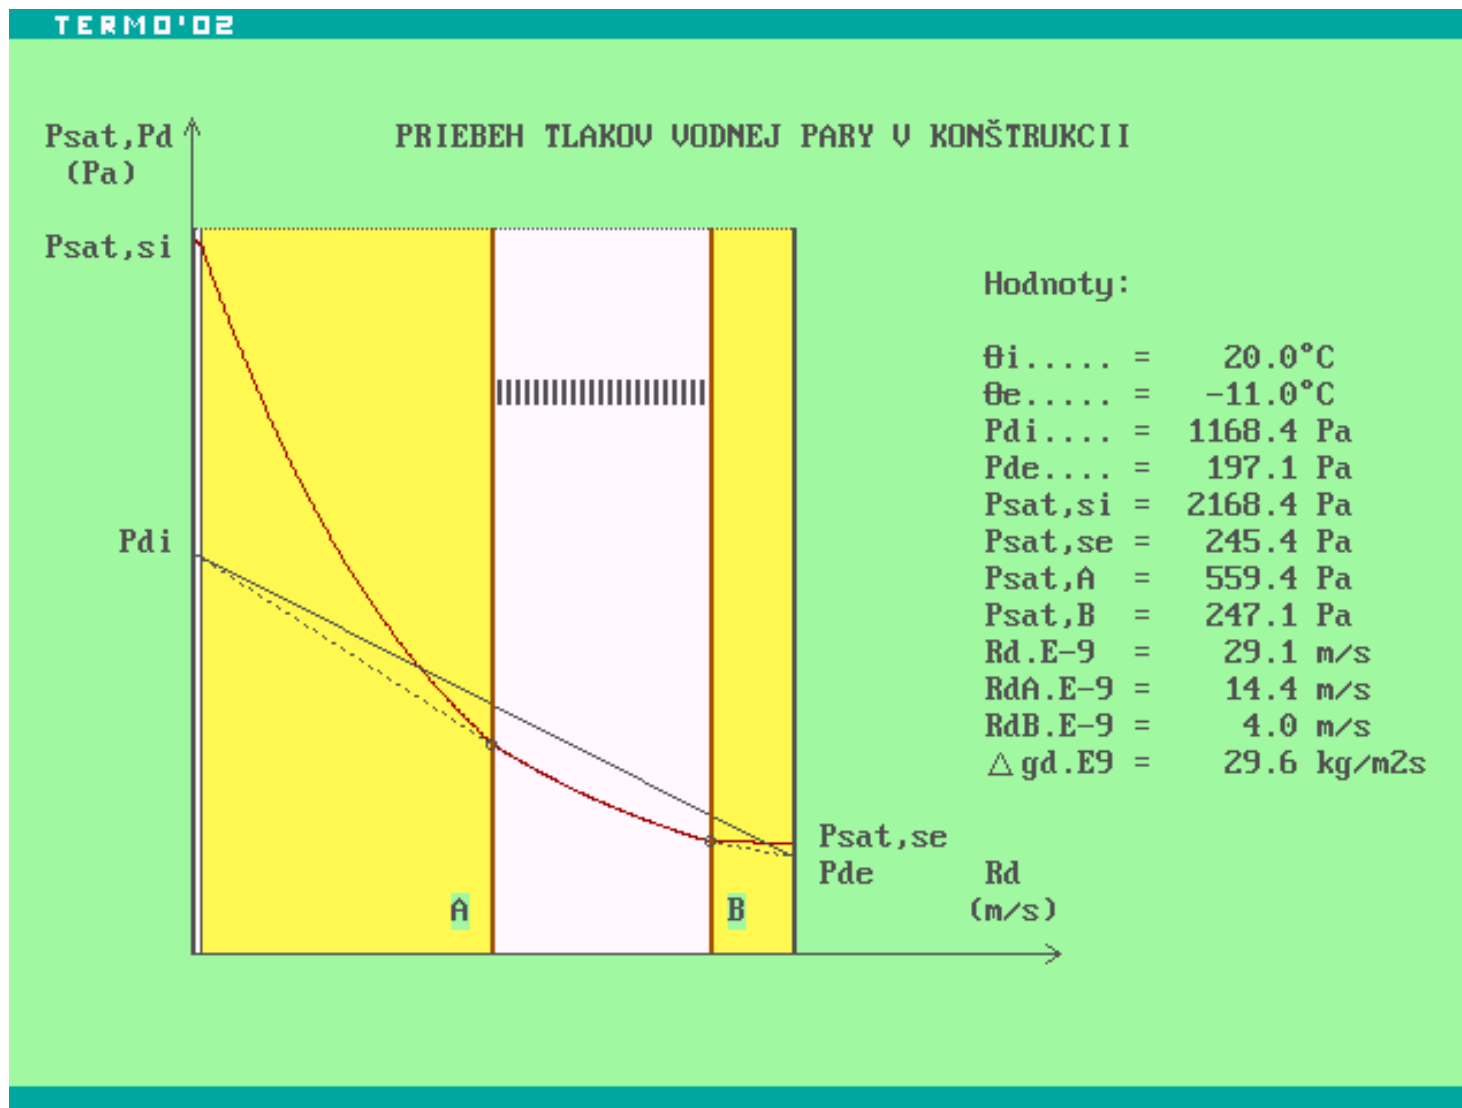 TERMO'02
PRIEBEH TLAKOV VODNEJ PARY V KONŠTRUKCII
Psat,Pd
(Pa)
Psat,si
Pdi
A
B
Psat,se
Pde
Rd
(m/s)
Hodnoty:
θi..... = 20.0°C
θe..... = -11.0°C
Pdi.... = 1168.4 Pa
Pde.... = 197.1 Pa
Psat,si = 2168.4 Pa
Psat,se = 245.4 Pa
Psat,A = 559.4 Pa
Psat,B = 247.1 Pa
Rd.E-9 = 29.1 m/s
RdA.E-9 = 14.4 m/s
RdB.E-9 = 4.0 m/s
△gd.E9 = 29.6 kg/m2s